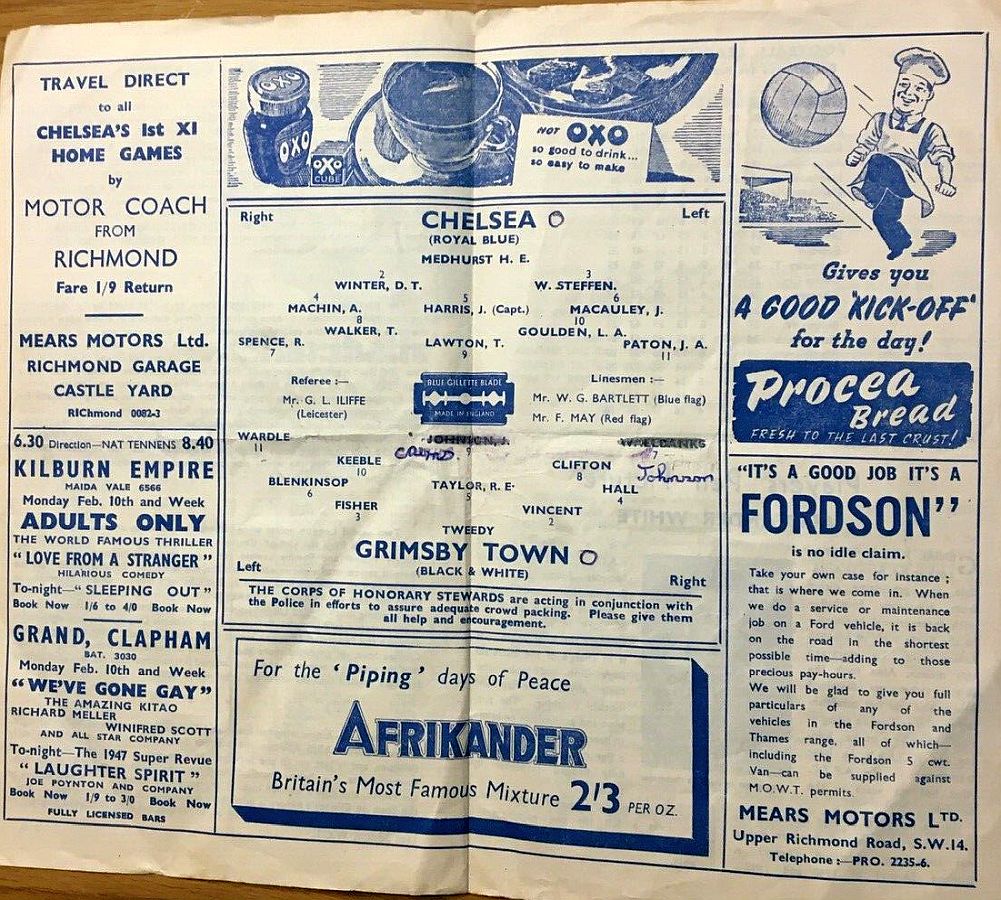 TRAVEL DIRECT
to all
CHELSEA'S 1st XI
HOME GAMES
by
MOTOR COACH
FROM
RICHMOND
Fare 1/9 Return
MEARS MOTORS Ltd.
RICHMOND GARAGE
CASTLE YARD
RIChmond 0082-3
6.30 Direction—NAT TENNENS 8.40
KILBURN EMPIRE
MAIDA VALE 6566
Monday Feb. 10th and Week
ADULTS ONLY
THE WORLD FAMOUS THRILLER
"LOVE FROM A STRANGER"
HILARIOUS COMEDY
To-night—"SLEEPING OUT"
Book Now 1/6 to 4/0 Book Now
GRAND, CLAPHAM
BAT. 3030
Monday Feb. 10th and Week
"WE'VE GONE GAY"
THE AMAZING KITAO
RICHARD MELLER
WINIFRED SCOTT
AND ALL STAR COMPANY
To-night—The 1947 Super Revue
"LAUGHTER SPIRIT"
JOE POYNTON AND COMPANY
Book Now 1/9 to 3/0 Book Now
FULLY LICENSED BARS
OXO
OXO
CUBE
HOT OXO
so good to drink...
so easy to make
Right CHELSEA O Left
(ROYAL BLUE)
MEDHURST H. E.
2 3
WINTER, D. T. W. STEFFEN.
4 5 6
MACHIN, A. HARRIS, J. (Capt.) MACAULEY, J.
8 10
WALKER, T. GOULDEN, L. A.
SPENCE, R. LAWTON, T. PATON, J. A.
7 9 11
Referee :— Linesmen :—
Mr. G. L. ILIFFE
(Leicester)
BLUE GILLETTE BLADE
MADE IN ENGLAND
Mr. W. G. BARTLETT (Blue flag)
Mr. F. MAY (Red flag)
WARDLE JOHNSON, J.
11 9 7
Johnson
KEEBLE CLIFTON
10 8
BLENKINSOP TAYLOR, R. E. HALL
6 5 4
FISHER VINCENT
3 2
TWEEDY
GRIMSBY TOWN O
Left (BLACK & WHITE) Right
THE CORPS OF HONORARY STEWARDS are acting in conjunction with
the Police in efforts to assure adequate crowd packing. Please give them
all help and encouragement.
For the 'Piping' days of Peace
AFRIKANDER
Britain's Most Famous Mixture 2'3 PER OZ.
Gives you
A GOOD 'KICK-OFF'
for the day!
Procea
Bread
FRESH TO THE LAST CRUST!
"IT'S A GOOD JOB IT'S A
FORDSON"
is no idle claim.
Take your own case for instance ;
that is where we come in. When
we do a service or maintenance
job on a Ford vehicle, it is back
on the road in the shortest
possible time—adding to those
precious pay-hours.
We will be glad to give you full
particulars of any of the
vehicles in the Fordson and
Thames range, all of which—
including the Fordson 5 cwt.
Van—can be supplied against
M.O.W.T. permits.
MEARS MOTORS LTD.
Upper Richmond Road, S.W.14.
Telephone :—PRO. 2235-6.